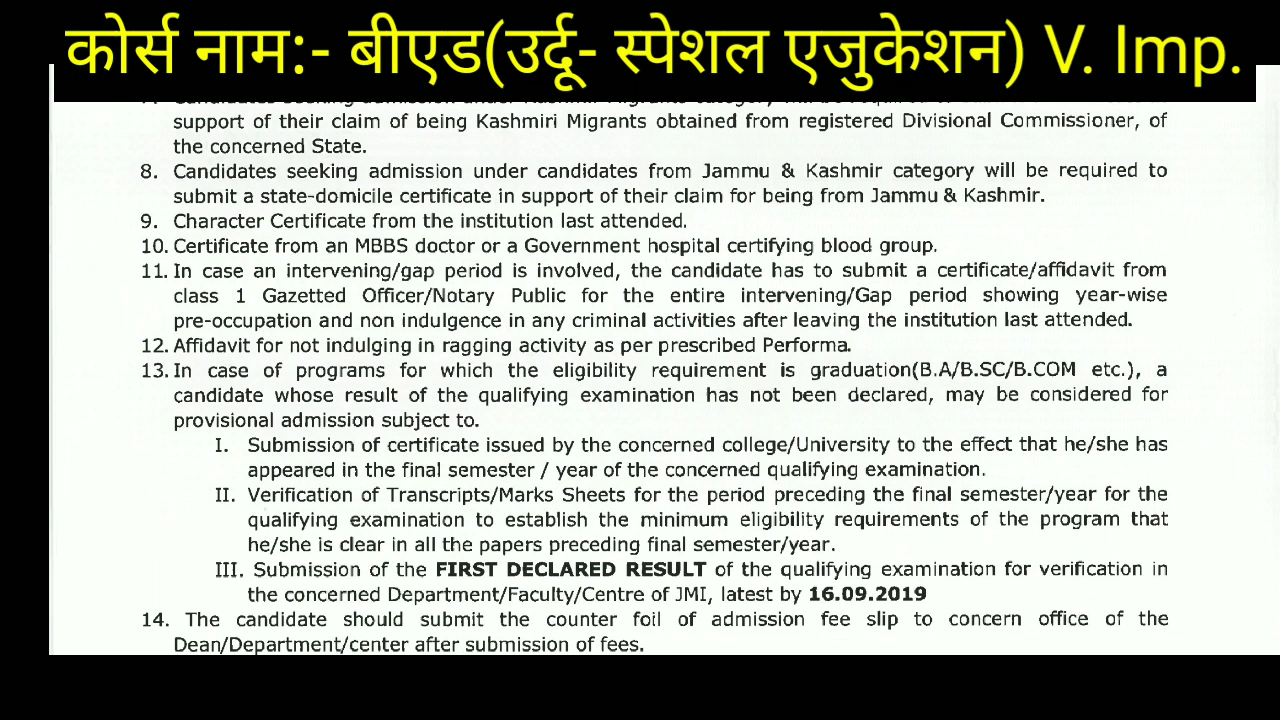 कोर्स नाम:- बीएड(उर्दू- स्पेशल एजुकेशन) V. Imp.
support of their claim of being Kashmiri Migrants obtained from registered Divisional Commissioner, of
the concerned State.
8. Candidates seeking admission under candidates from Jammu & Kashmir category will be required to
submit a state-domicile certificate in support of their claim for being from Jammu & Kashmir.
9. Character Certificate from the institution last attended.
10. Certificate from an MBBS doctor or a Government hospital certifying blood group.
11. In case an intervening/gap period is involved, the candidate has to submit a certificate/affidavit from
class 1 Gazetted Officer/Notary Public for the entire intervening/Gap period showing year-wise
pre-occupation and non indulgence in any criminal activities after leaving the institution last attended.
12. Affidavit for not indulging in ragging activity as per prescribed Performa.
13. In case of programs for which the eligibility requirement is graduation(B.A/B.SC/B.COM etc.), a
candidate whose result of the qualifying examination has not been declared, may be considered for
provisional admission subject to.
I. Submission of certificate issued by the concerned college/University to the effect that he/she has
appeared in the final semester / year of the concerned qualifying examination.
II. Verification of Transcripts/Marks Sheets for the period preceding the final semester/year for the
qualifying examination to establish the minimum eligibility requirements of the program that
he/she is clear in all the papers preceding final semester/year.
III. Submission of the FIRST DECLARED RESULT of the qualifying examination for verification in
the concerned Department/Faculty/Centre of JMI, latest by 16.09.2019
14. The candidate should submit the counter foil of admission fee slip to concern office of the
Dean/Department/center after submission of fees.